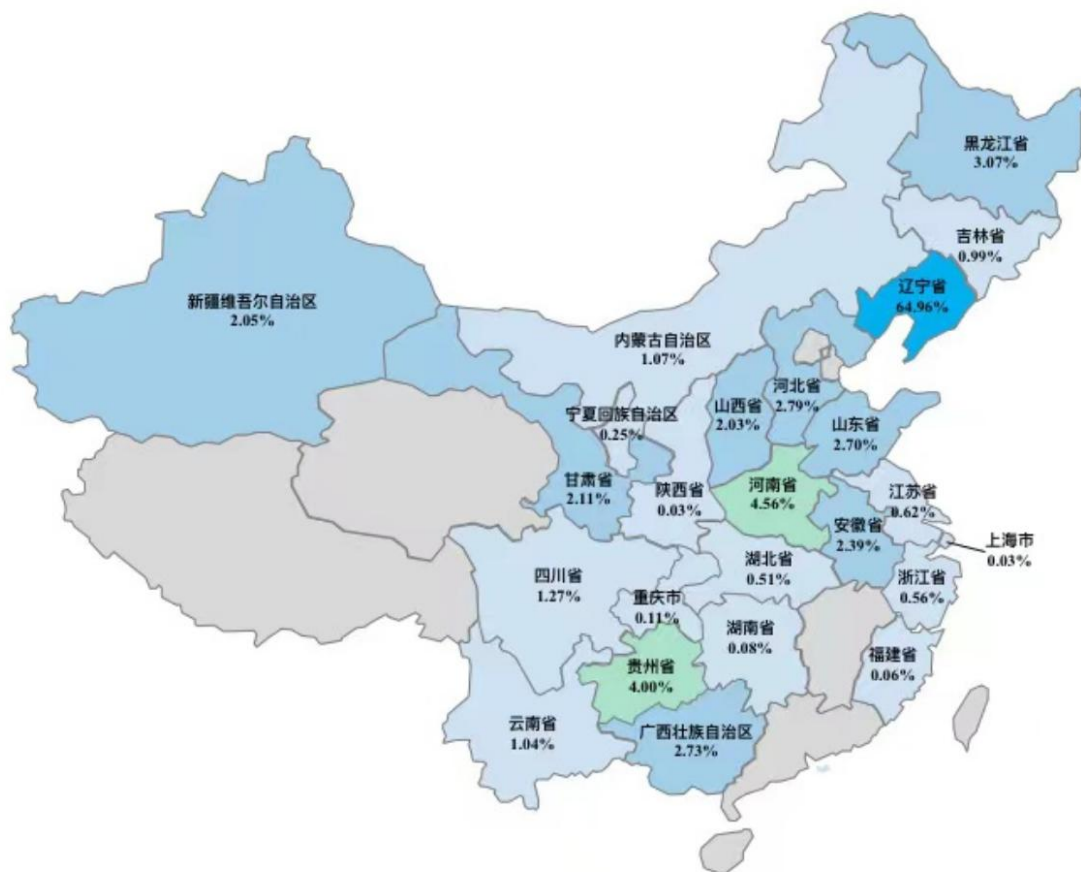 黑龙江省
3.07%
吉林省
0.99%
辽宁省
64.96%
新疆维吾尔自治区
2.05%
内蒙古自治区
1.07%
河北省
2.79%
山西省
2.03%
宁夏回族自治区
0.25%
山东省
2.70%
甘肃省
2.11%
陕西省
0.03%
河南省
4.56%
江苏省
0.62%
安徽省
2.39%
上海市
0.03%
湖北省
0.51%
四川省
1.27%
浙江省
0.56%
重庆市
0.11%
湖南省
0.08%
福建省
0.06%
贵州省
4.00%
云南省
1.04%
广西壮族自治区
2.73%